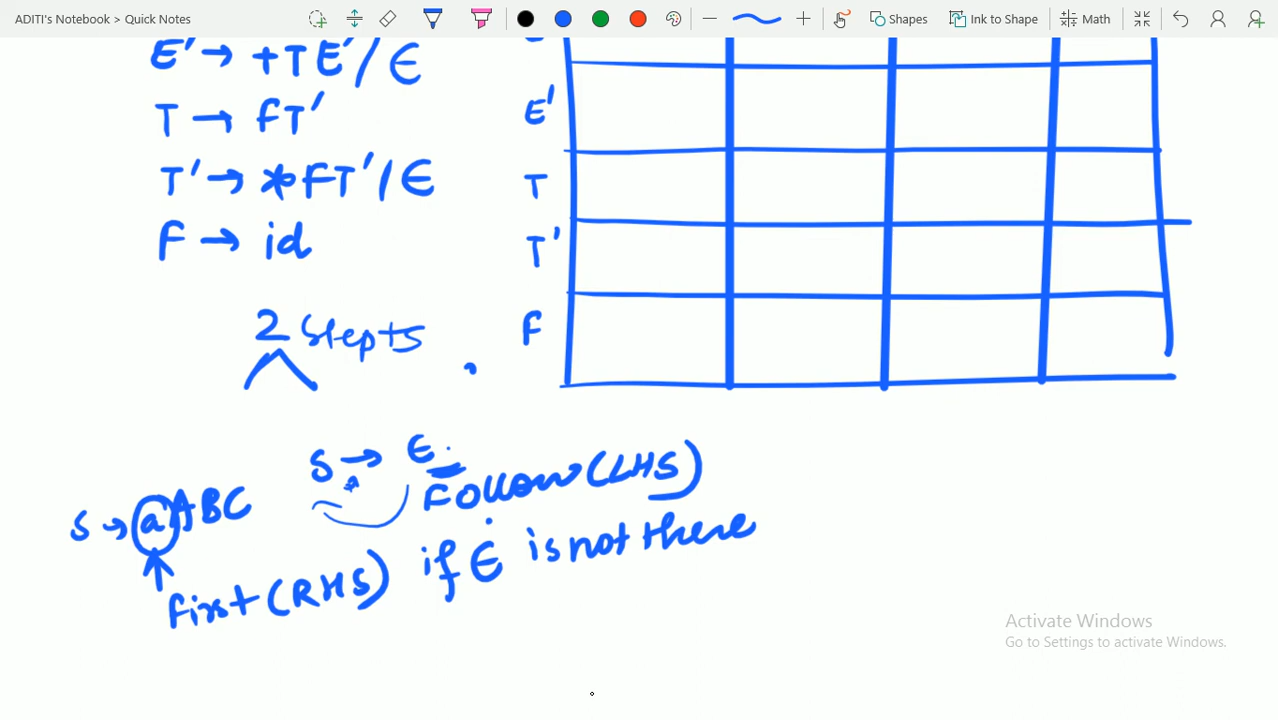 ADITI's Notebook > Quick Notes
Shapes
Ink to Shape
Math
E' → +TE'/ ∈
T → FT'
T' → *FT'/∈
F → id
E'
T
T'
F
2 Stepts
S → ∈
Follow(LHS)
S → aABC
First(RHS) if ∈ is not there
Activate Windows
Go to Settings to activate Windows.